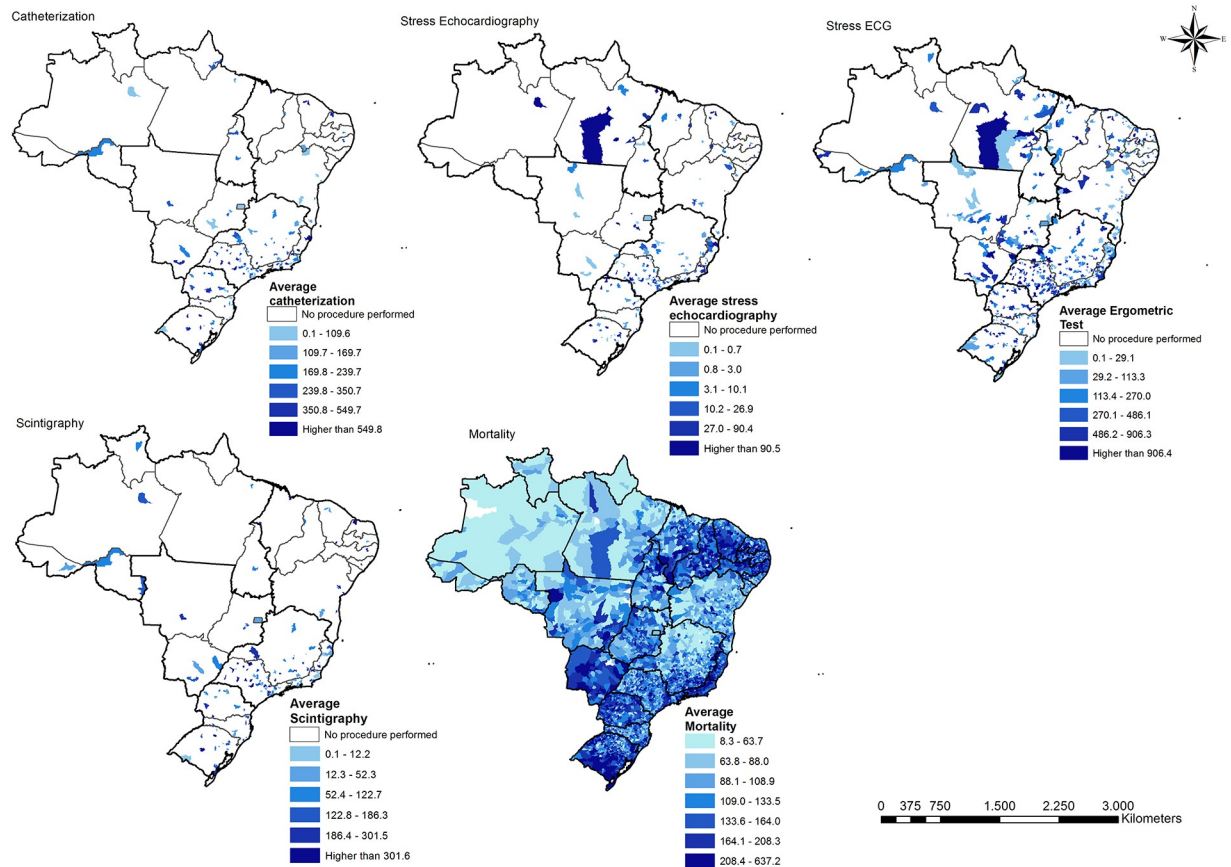 Catheterization
Average
catheterization
No procedure performed
0.1 - 109.6
109.7 - 169.7
169.8 - 239.7
239.8 - 350.7
350.8 - 549.7
Higher than 549.8
Stress Echocardiography
Average stress
echocardiography
No procedure performed
0.1 - 0.7
0.8 - 3.0
3.1 - 10.1
10.2 - 26.9
27.0 - 90.4
Higher than 90.5
Stress ECG
N
W
E
S
Average Ergometric
Test
No procedure performed
0.1 - 29.1
29.2 - 113.3
113.4 - 270.0
270.1 - 486.1
486.2 - 906.3
Higher than 906.4
Scintigraphy
Average
Scintigraphy
No procedure performed
0.1 - 12.2
12.3 - 52.3
52.4 - 122.7
122.8 - 186.3
186.4 - 301.5
Higher than 301.6
Mortality
Average
Mortality
8.3 - 63.7
63.8 - 88.0
88.1 - 108.9
109.0 - 133.5
133.6 - 164.0
164.1 - 208.3
208.4 - 637.2
0 375 750 1.500 2.250 3.000
Kilometers